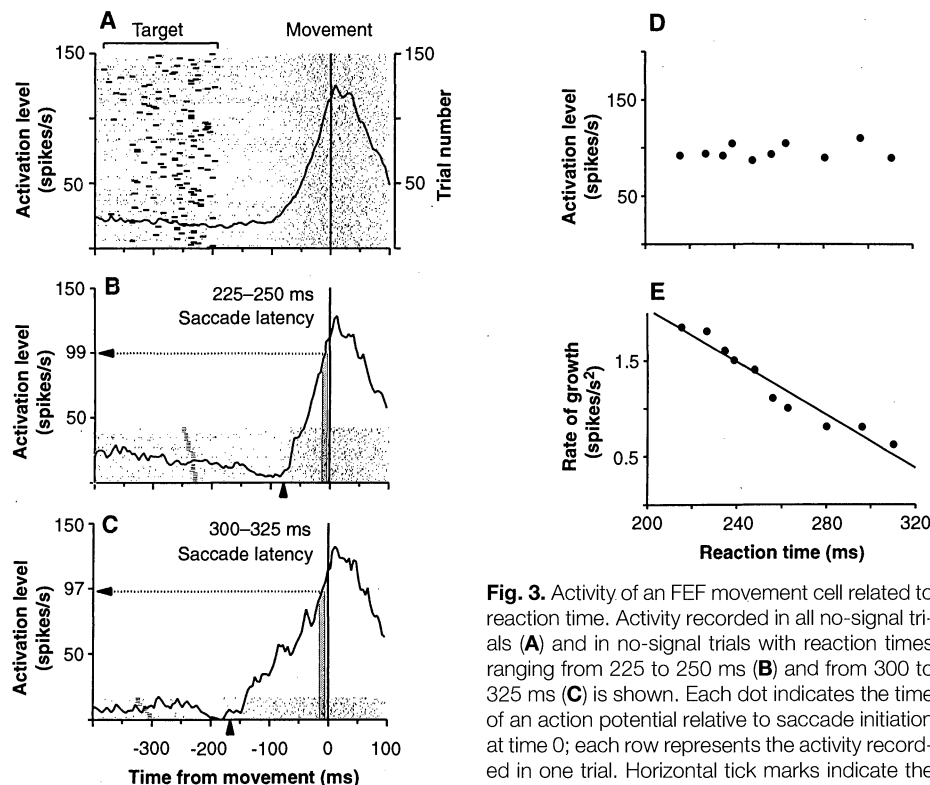 A
Target
Movement
150
50
Activation level
(spikes/s)
150
50
Trial number
B
225–250 ms
Saccade latency
150
99
50
Activation level
(spikes/s)
C
300–325 ms
Saccade latency
150
97
50
Activation level
(spikes/s)
-300 -200 -100 0 100
Time from movement (ms)
D
150
50
Activation level
(spikes/s)
E
1.5
0.5
Rate of growth
(spikes/s²)
200 240 280 320
Reaction time (ms)
Fig. 3. Activity of an FEF movement cell related to
reaction time. Activity recorded in all no-signal tri-
als (A) and in no-signal trials with reaction times
ranging from 225 to 250 ms (B) and from 300 to
325 ms (C) is shown. Each dot indicates the time
of an action potential relative to saccade initiation
at time 0; each row represents the activity record-
ed in one trial. Horizontal tick marks indicate the